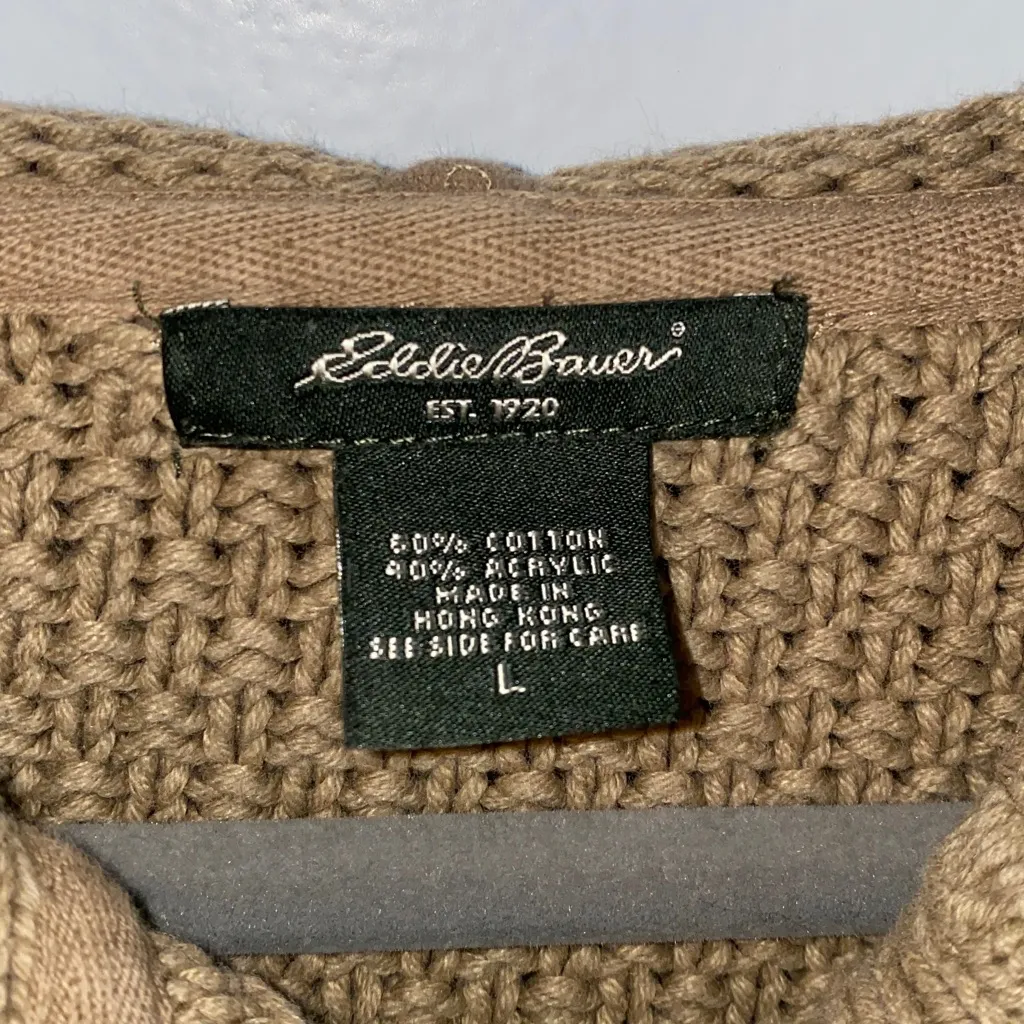 Eddie Bauer®
EST. 1920
60% COTTON
40% ACRYLIC
MADE IN
HONG KONG
SEE SIDE FOR CARE
L